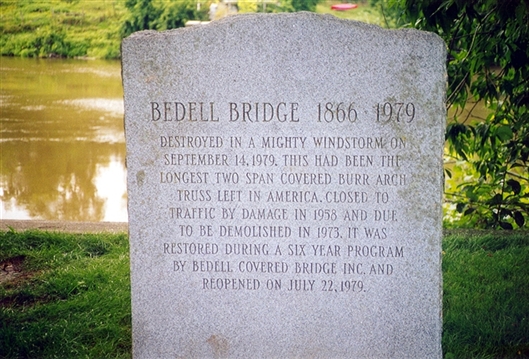 BEDELL BRIDGE 1866 · 1979
DESTROYED IN A MIGHTY WINDSTORM ON
SEPTEMBER 14, 1979. THIS HAD BEEN THE
LONGEST TWO SPAN COVERED BURR ARCH
TRUSS LEFT IN AMERICA. CLOSED TO
TRAFFIC BY DAMAGE IN 1958 AND DUE
TO BE DEMOLISHED IN 1973, IT WAS
RESTORED DURING A SIX YEAR PROGRAM
BY BEDELL COVERED BRIDGE INC. AND
REOPENED ON JULY 22, 1979.